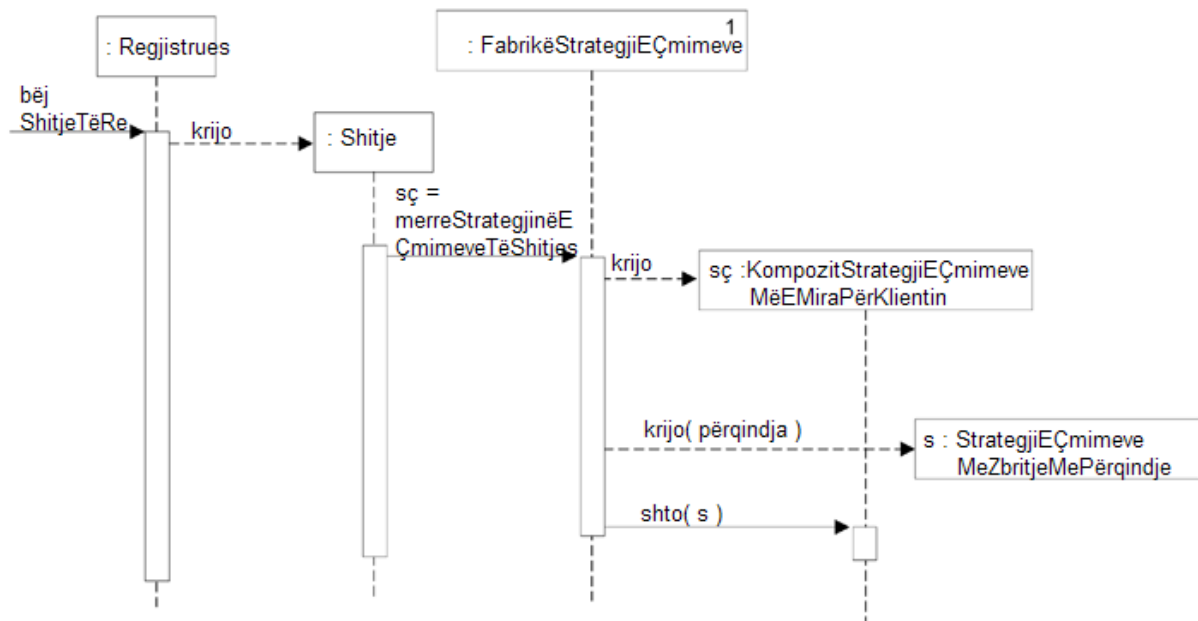 1
: Regjistrues
: FabrikëStrategjiEÇmimeve
bëj
ShitjeTëRe
krijo
: Shitje
sç =
merreStrategjinëE
ÇmimeveTëShitjes
krijo
sç :KompozitStrategjiEÇmimeve
MëEMiraPërKlientin
krijo( përqindja )
s : StrategjiEÇmimeve
MeZbritjeMePërqindje
shto( s )